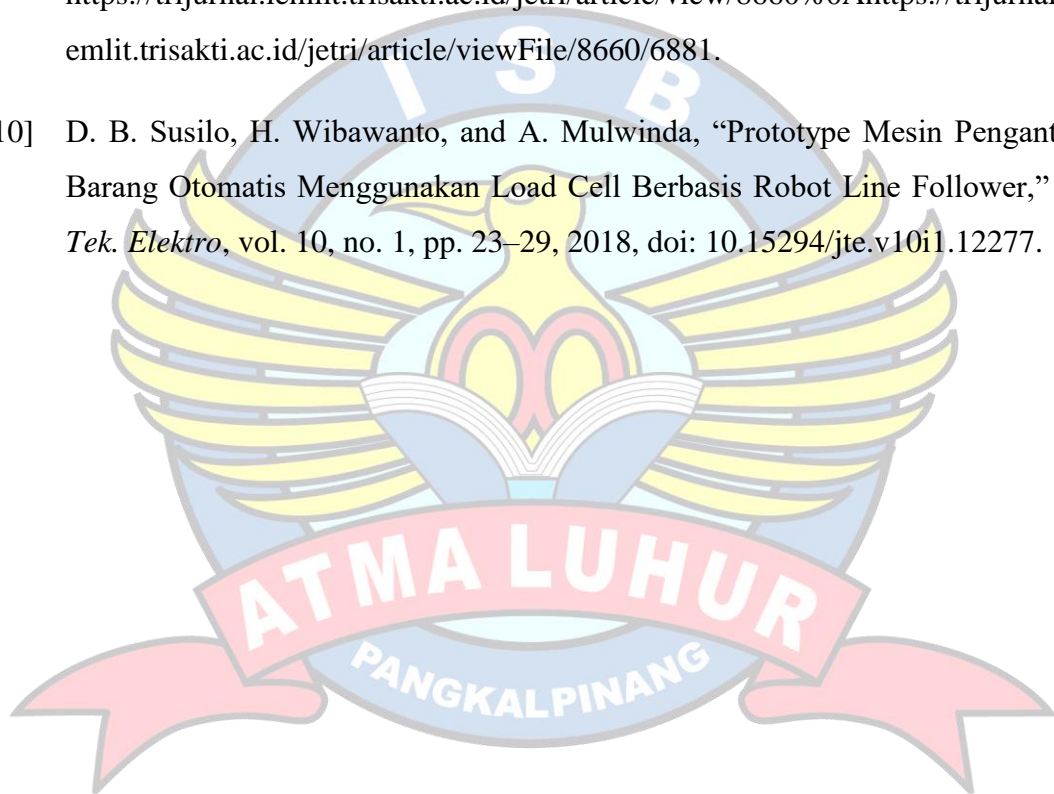 emlit.trisakti.ac.id/jetri/article/viewFile/8660/6881.
10] D. B. Susilo, H. Wibawanto, and A. Mulwinda, “Prototype Mesin Pengant
Barang Otomatis Menggunakan Load Cell Berbasis Robot Line Follower,”
Tek. Elektro, vol. 10, no. 1, pp. 23–29, 2018, doi: 10.15294/jte.v10i1.12277.
I S B
ATMA LUHUR
PANGKALPINANG